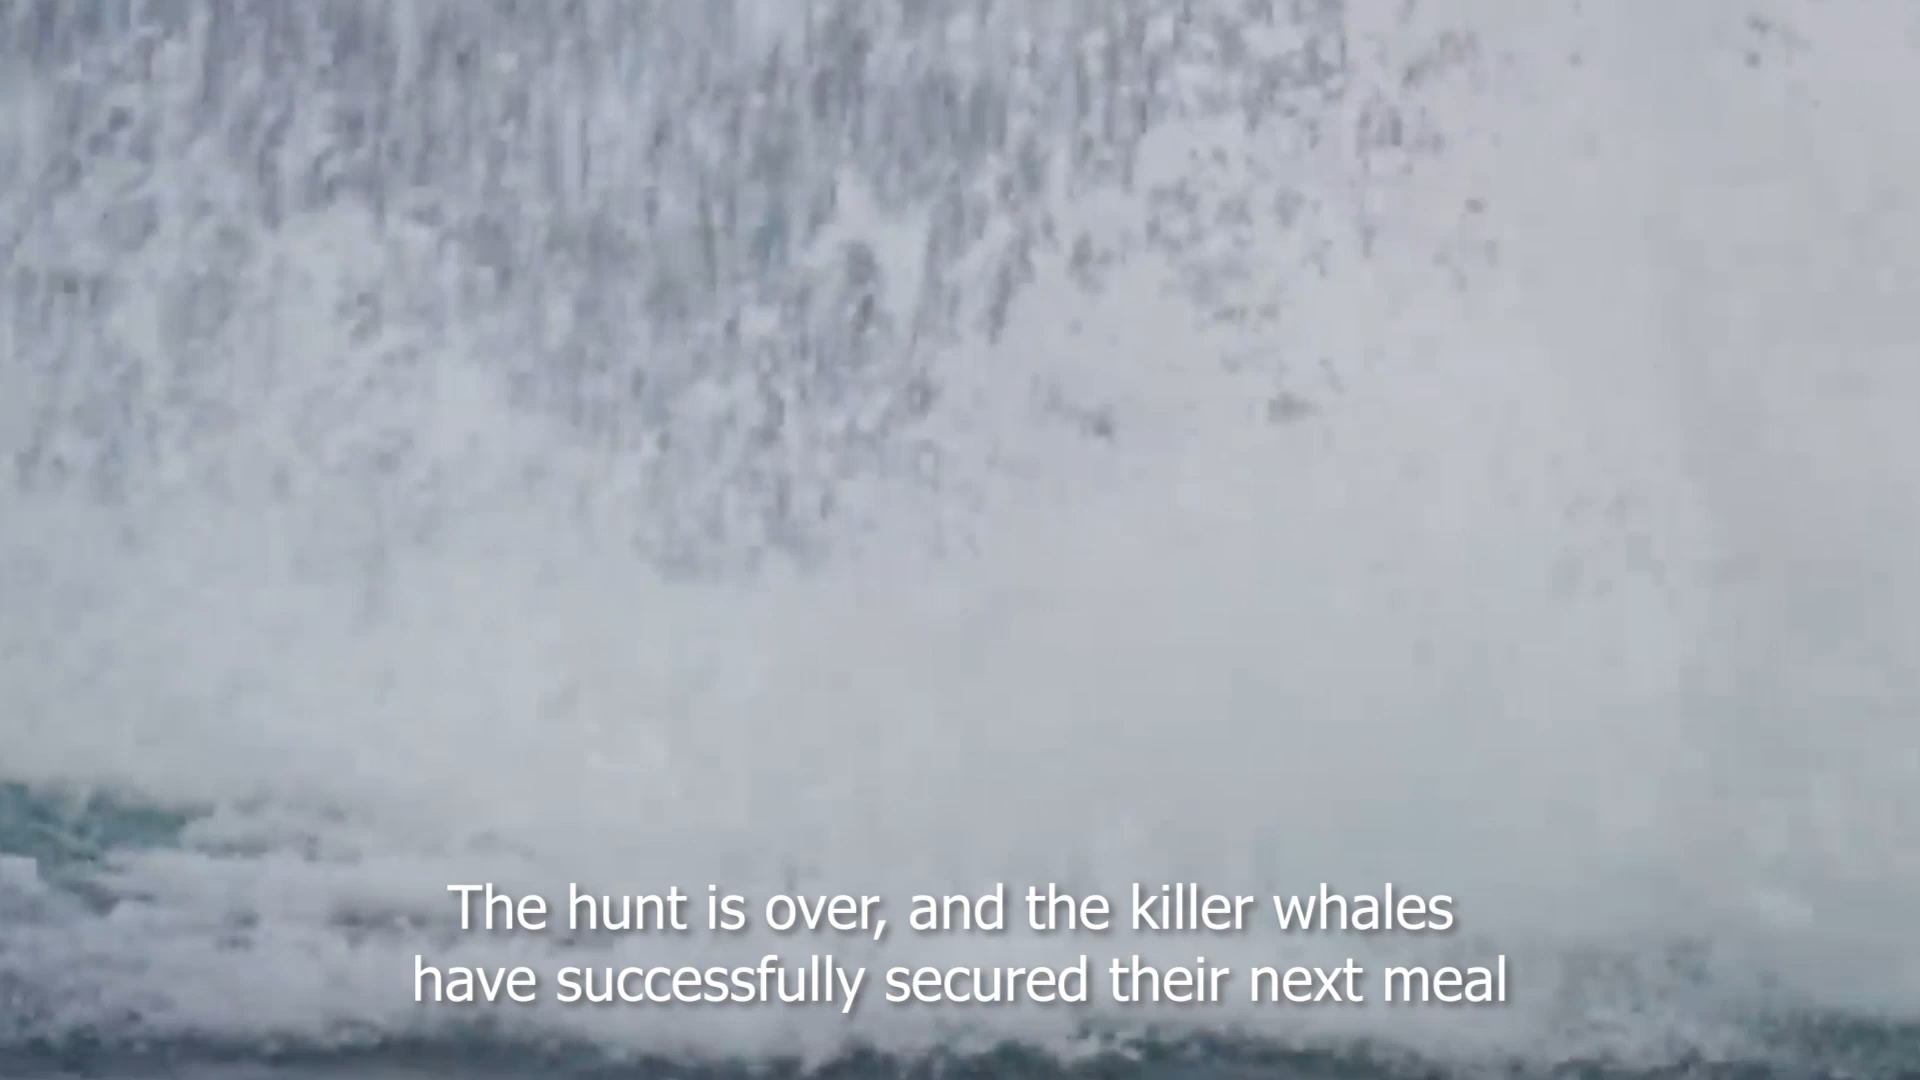 The hunt is over, and the killer whales
have successfully secured their next meal